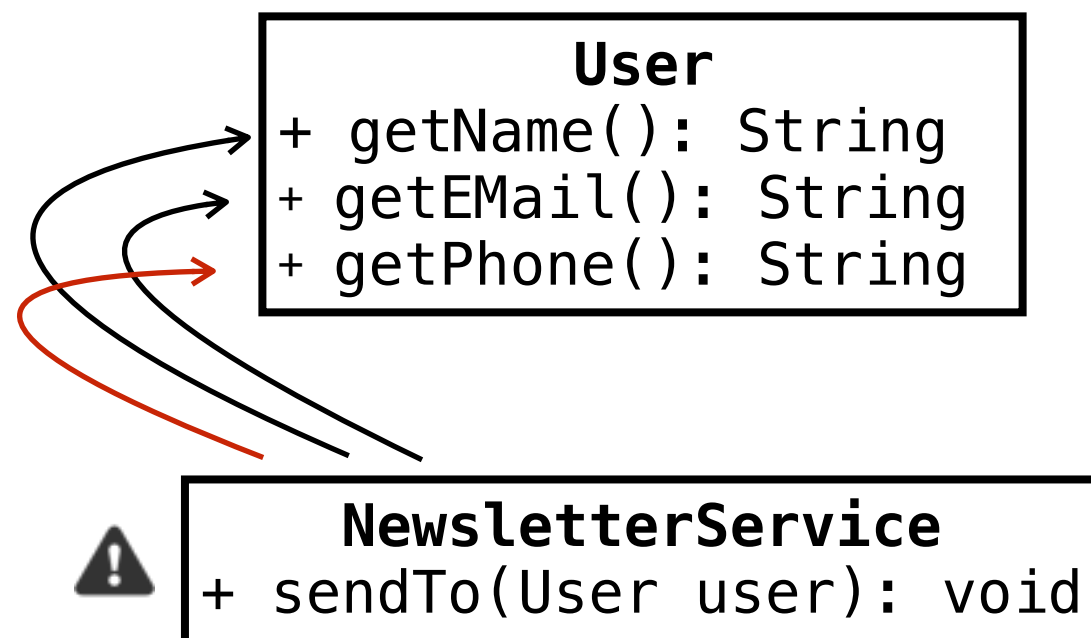 User
+ getName(): String
+ getEMail(): String
+ getPhone(): String
NewsletterService
+ sendTo(User user): void